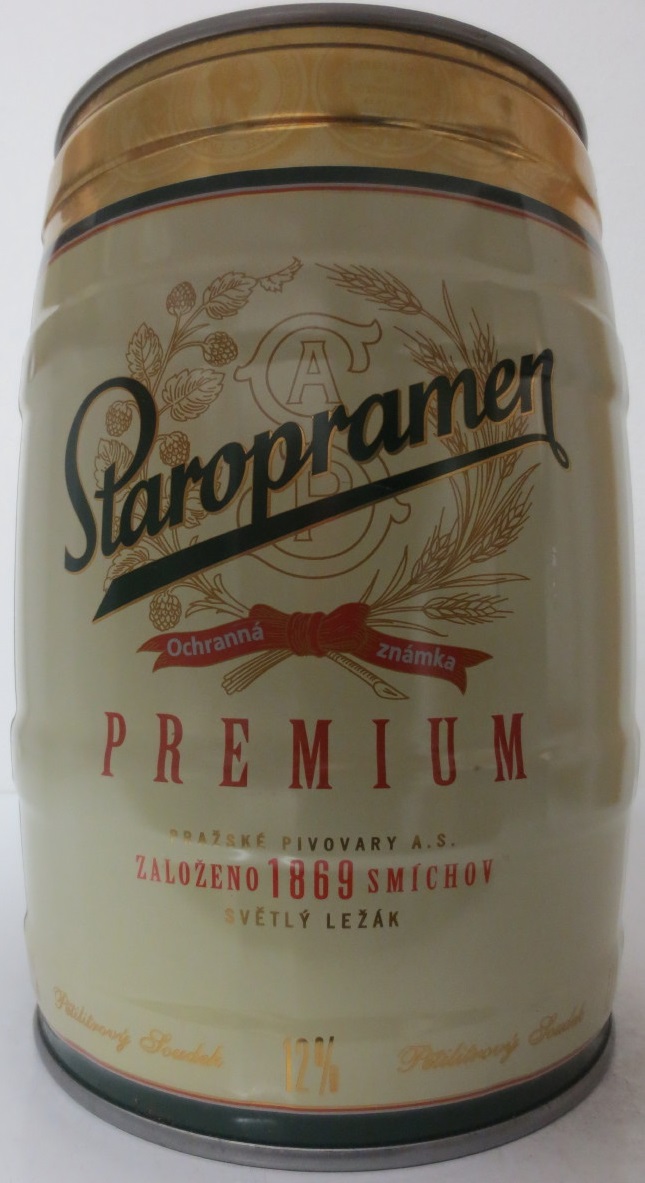 Staropramen
Ochranná známka
PREMIUM
PRAŽSKÉ PIVOVARY A.S.
ZALOŽENO 1869 SMÍCHOV
SVĚTLÝ LEŽÁK
Pětilitrový Soudek 12% Pětilitrový Soudek